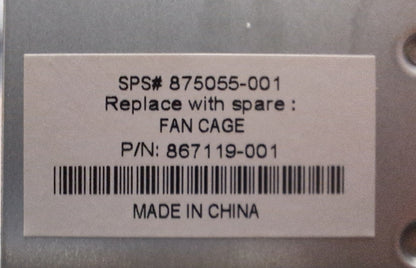 SPS# 875055-001
Replace with spare :
FAN CAGE
P/N: 867119-001
MADE IN CHINA